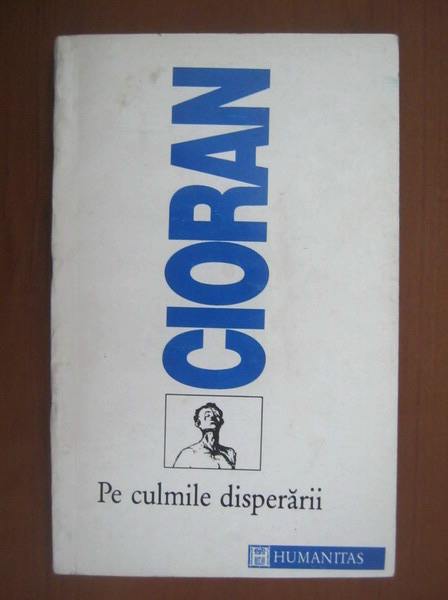 CIORAN
Pe culmile disperării
HUMANITAS